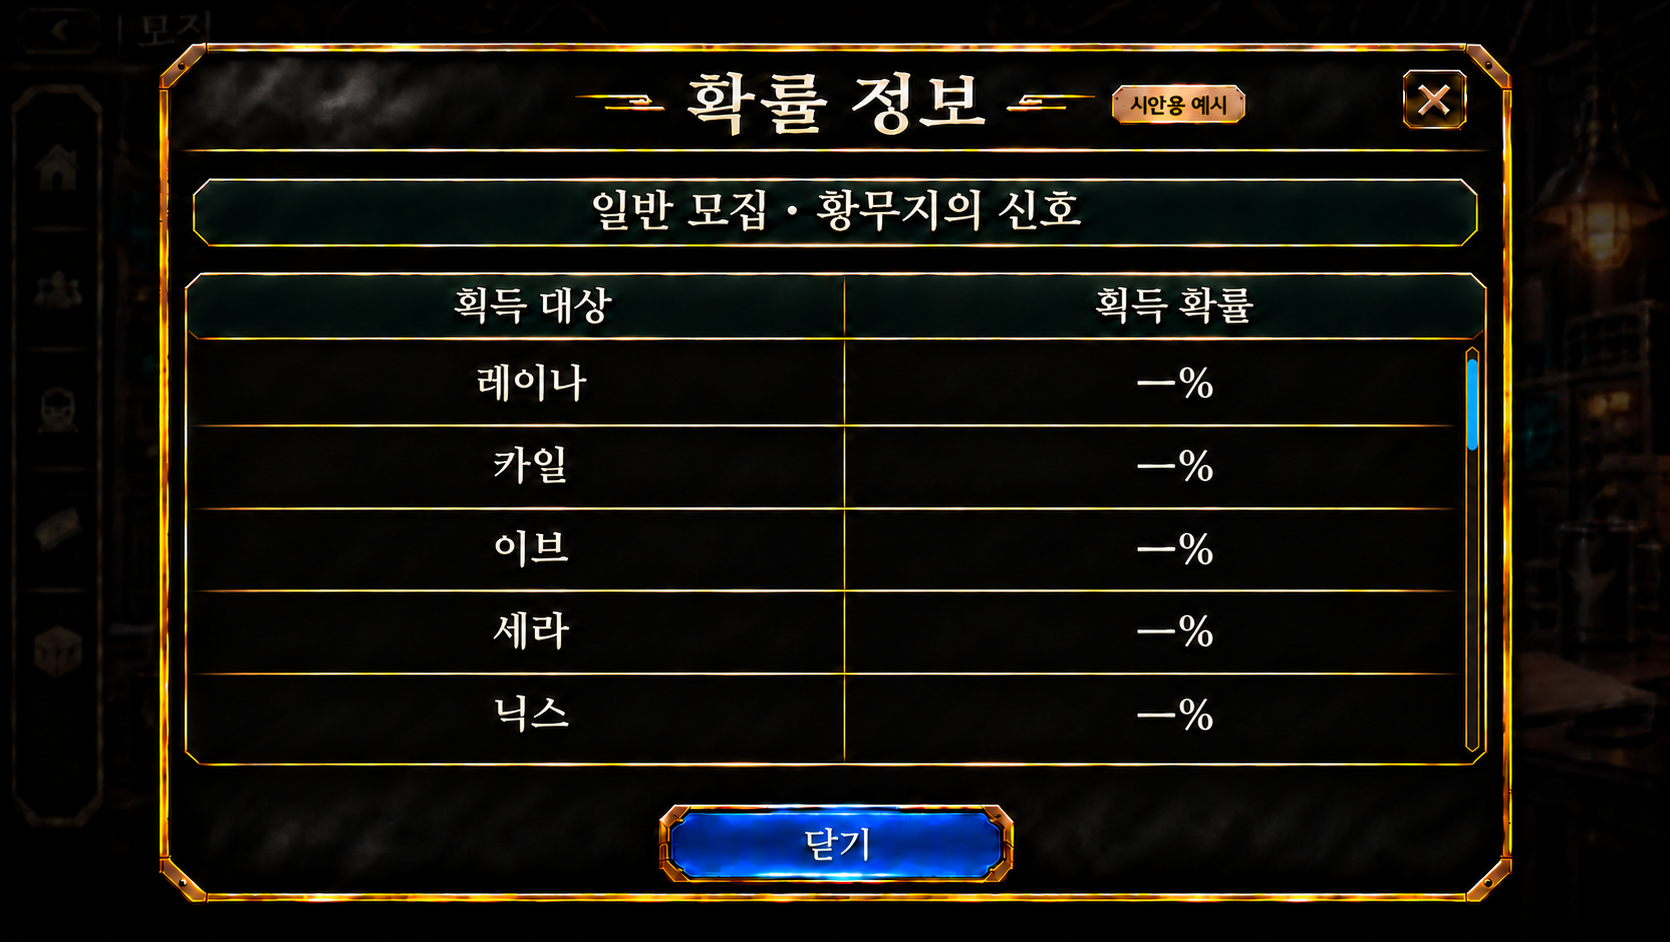 모집
확률 정보
시안용 예시
일반 모집 · 황무지의 신호
획득 대상 획득 확률
레이나 —%
카일 —%
이브 —%
세라 —%
닉스 —%
닫기